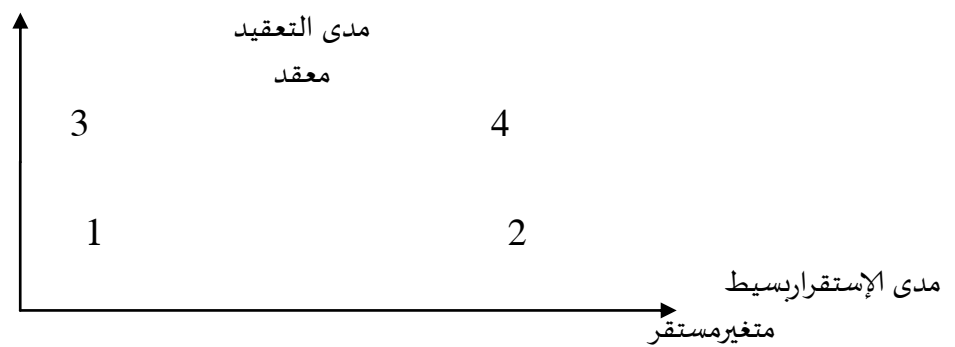 مدى التعقيد
معقد
3 4
1 2
مدى الإستقراربسيط
متغيرمستقر